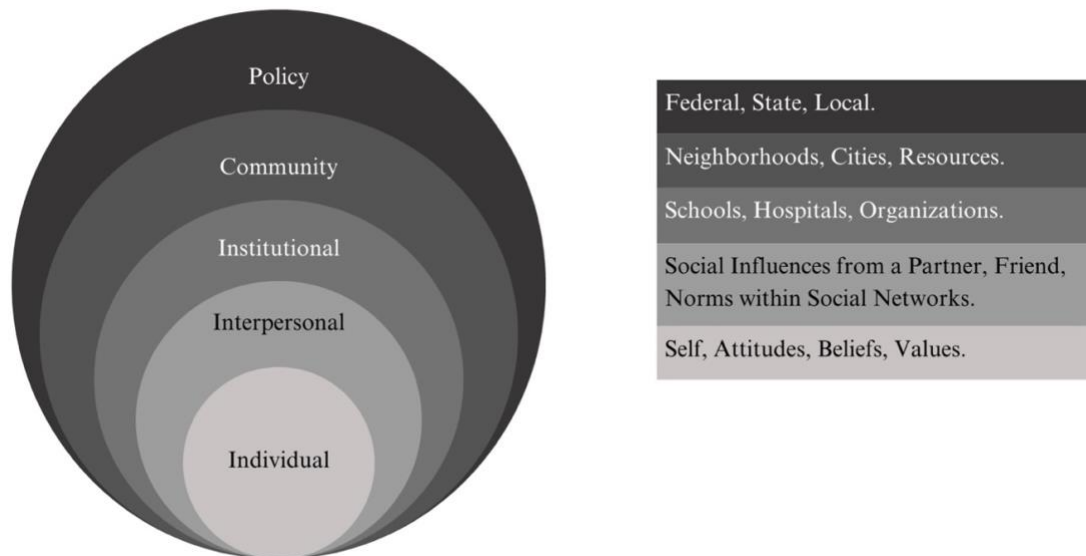 Policy
Community
Institutional
Interpersonal
Individual
Federal, State, Local.
Neighborhoods, Cities, Resources.
Schools, Hospitals, Organizations.
Social Influences from a Partner, Friend,
Norms within Social Networks.
Self, Attitudes, Beliefs, Values.